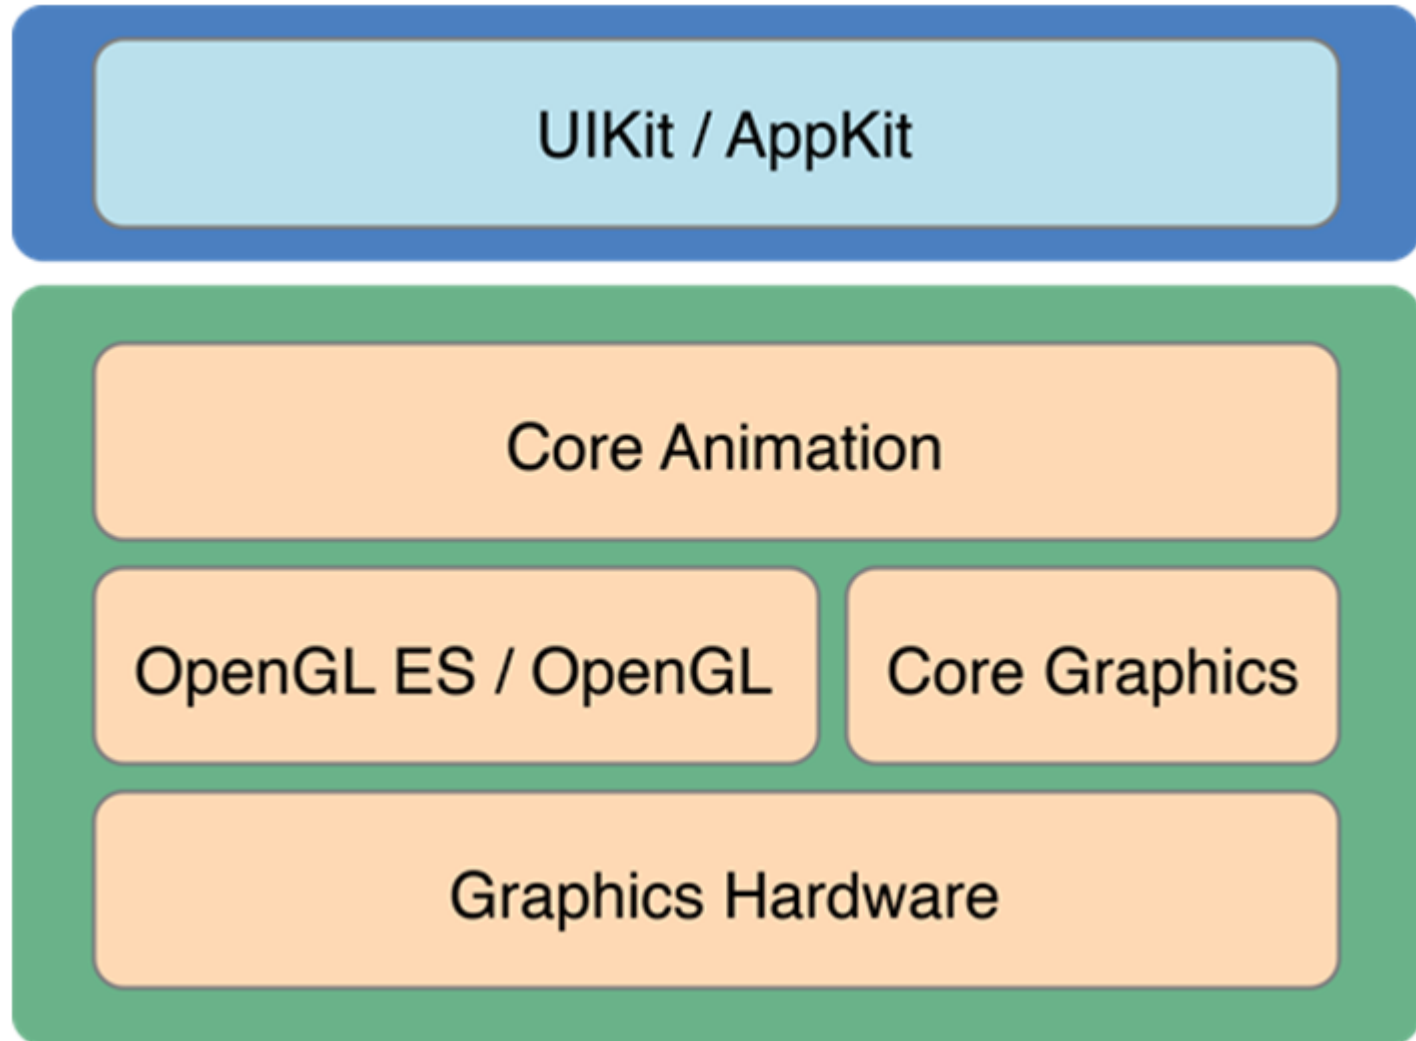 UIKit / AppKit
Core Animation
OpenGL ES / OpenGL
Core Graphics
Graphics Hardware